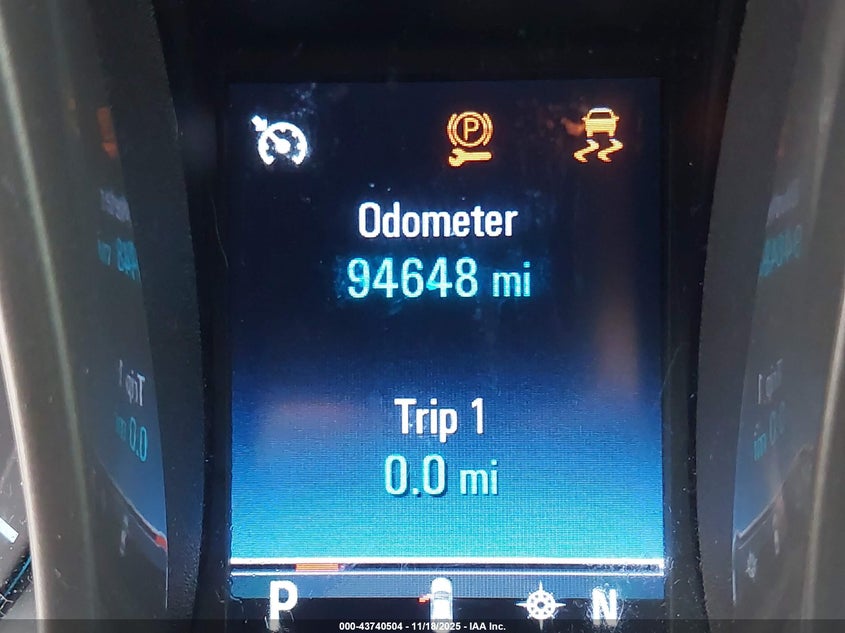 P
Odometer
94648 mi
Trip 1
0.0 mi
P N
000-43740504 - 11/18/2025 - IAA Inc.